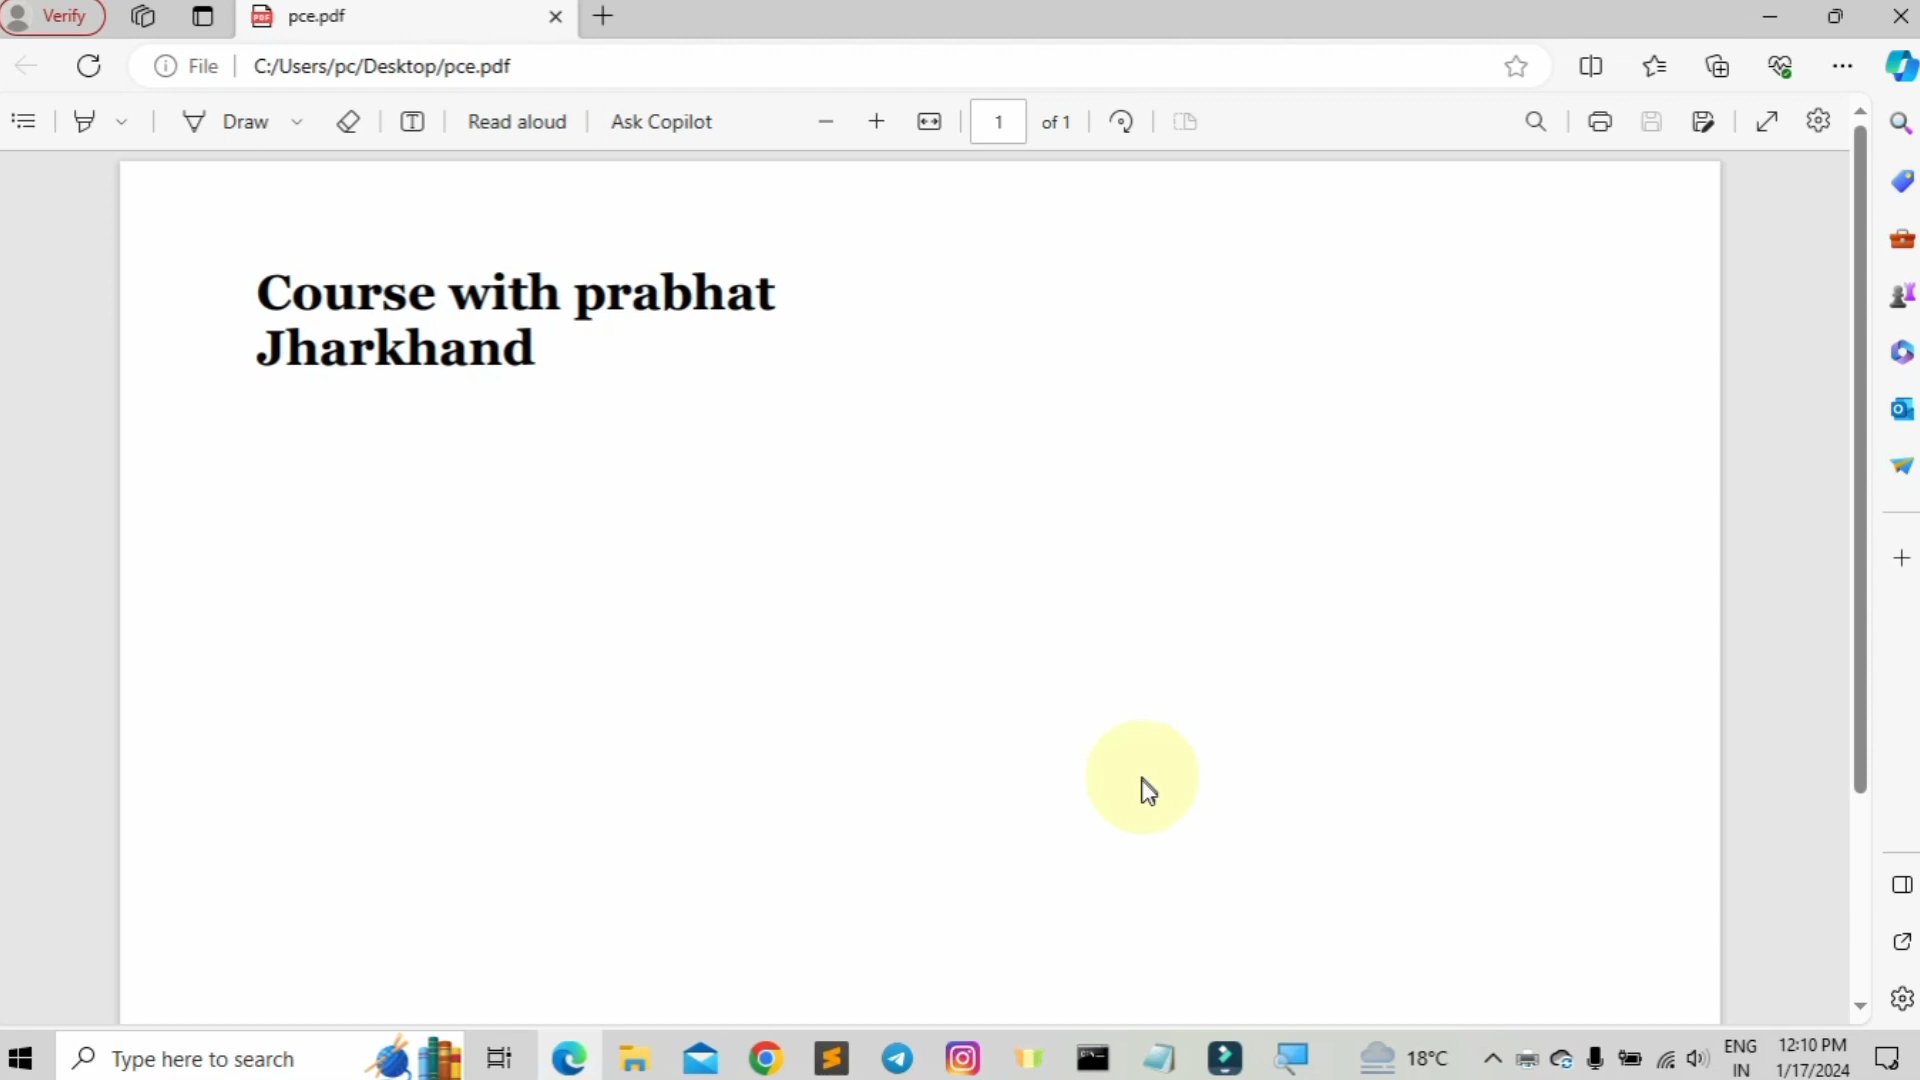 Verify
pce.pdf
File
C:/Users/pc/Desktop/pce.pdf
Draw
Read aloud
Ask Copilot
1
of 1
Course with prabhat
Jharkhand
Type here to search
18°C
ENG
IN
12:10 PM
1/17/2024